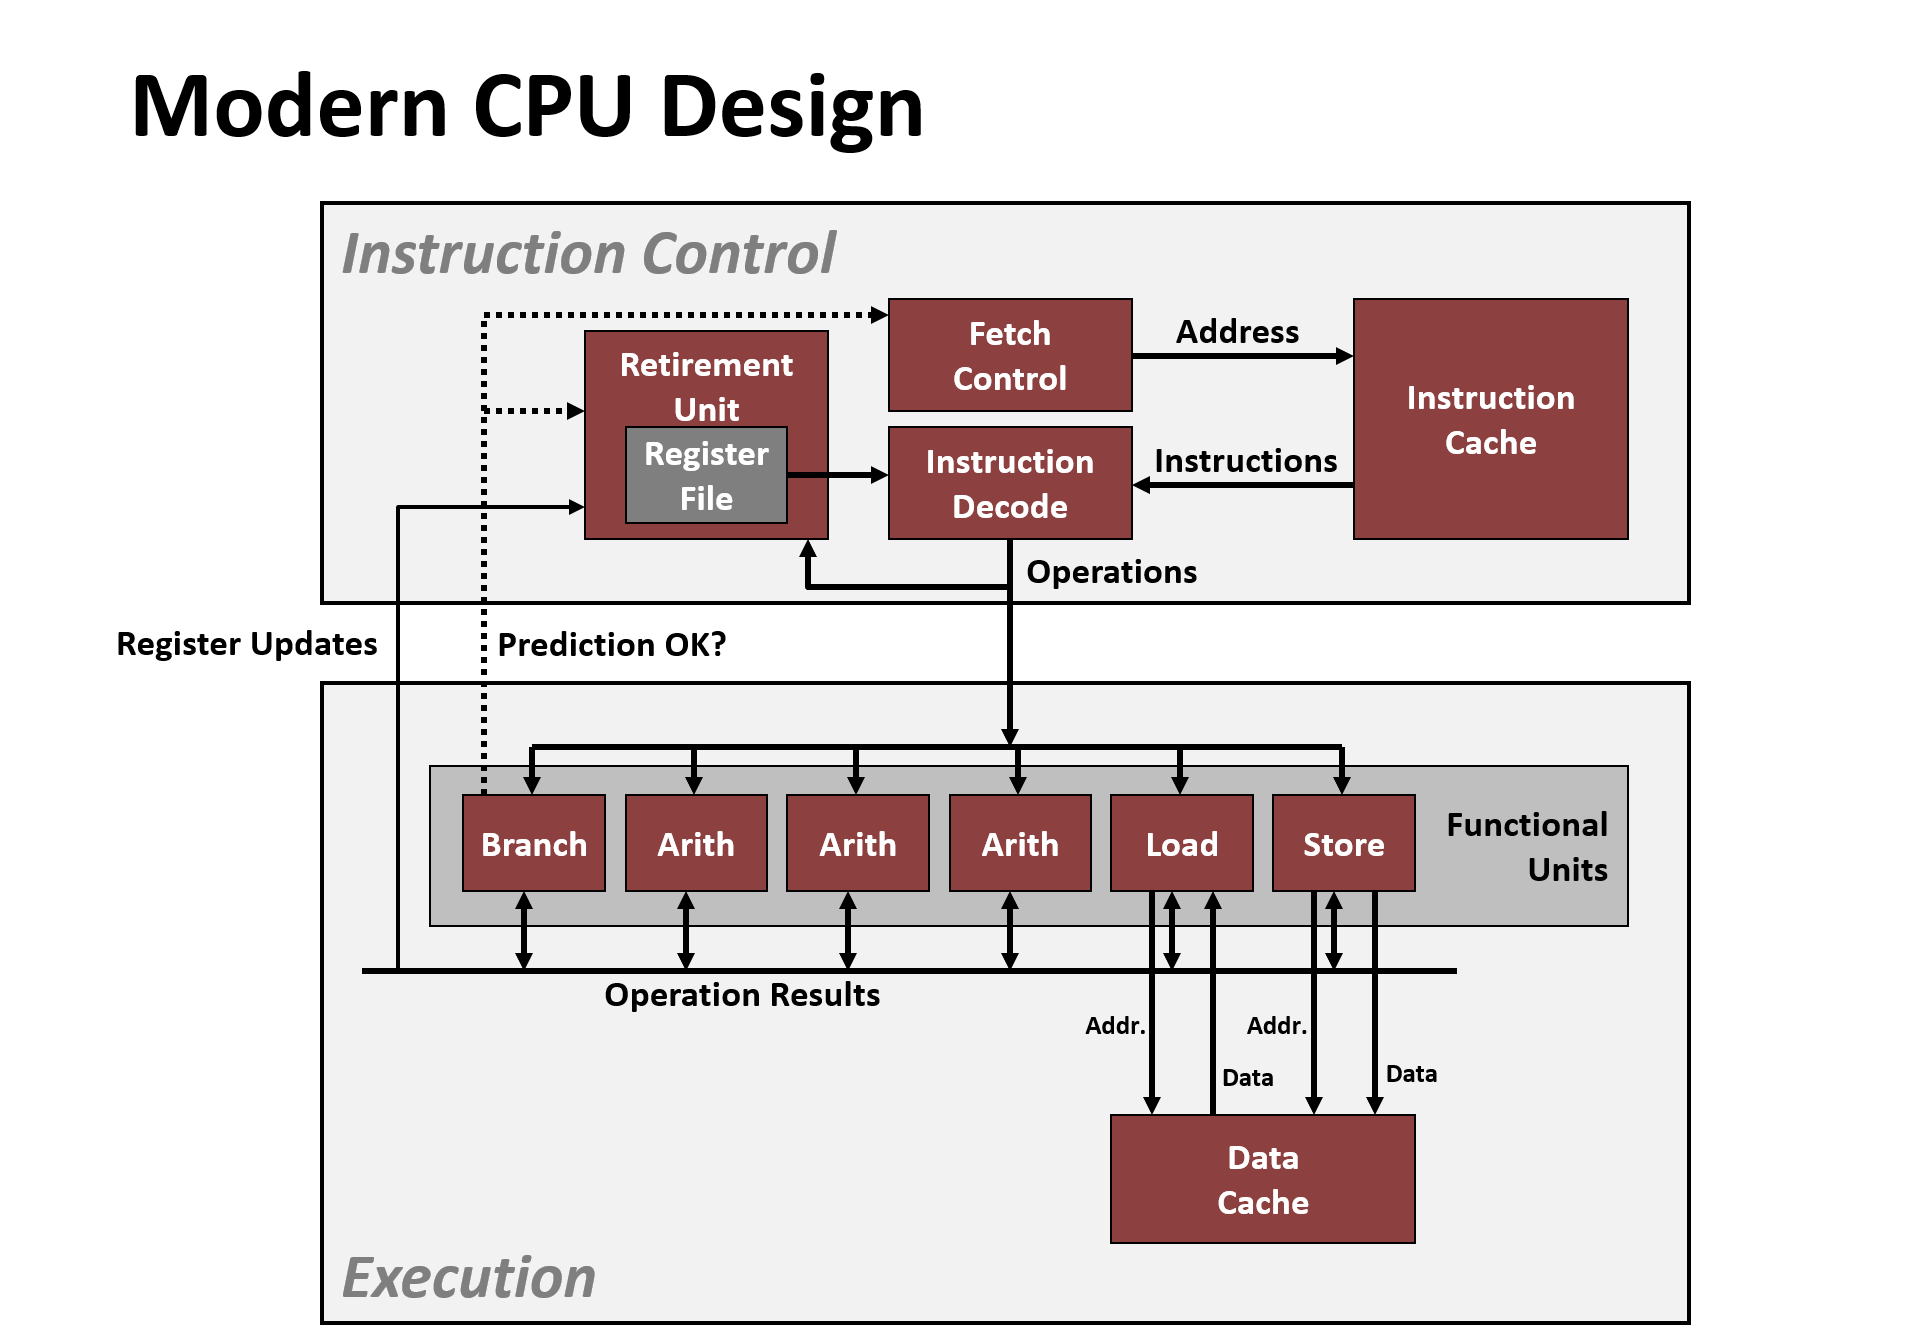 Modern CPU Design
Instruction Control
Fetch
Control
Address
Instruction
Cache
Retirement
Unit
Register
File
Instruction
Decode
Instructions
Operations
Register Updates
Prediction OK?
Branch
Arith
Arith
Arith
Load
Store
Functional
Units
Operation Results
Addr.
Addr.
Data
Data
Data
Cache
Execution